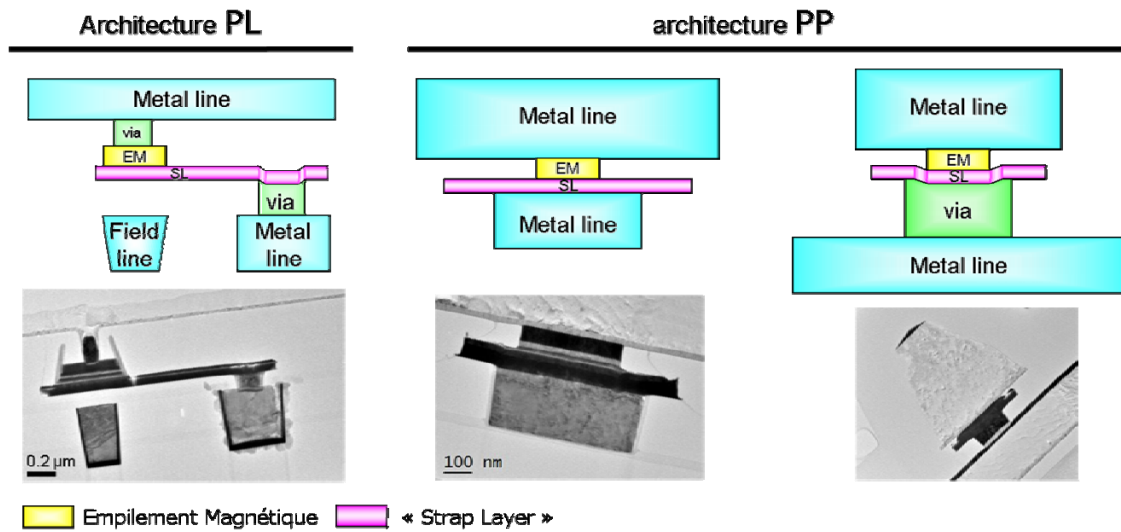 Architecture PL
architecture PP
Metal line
via
EM
SL
via
Field
line
Metal
line
Metal line
EM
SL
Metal line
Metal line
EM
SL
via
Metal line
0.2 µm
100 nm
Empilement Magnétique
« Strap Layer »